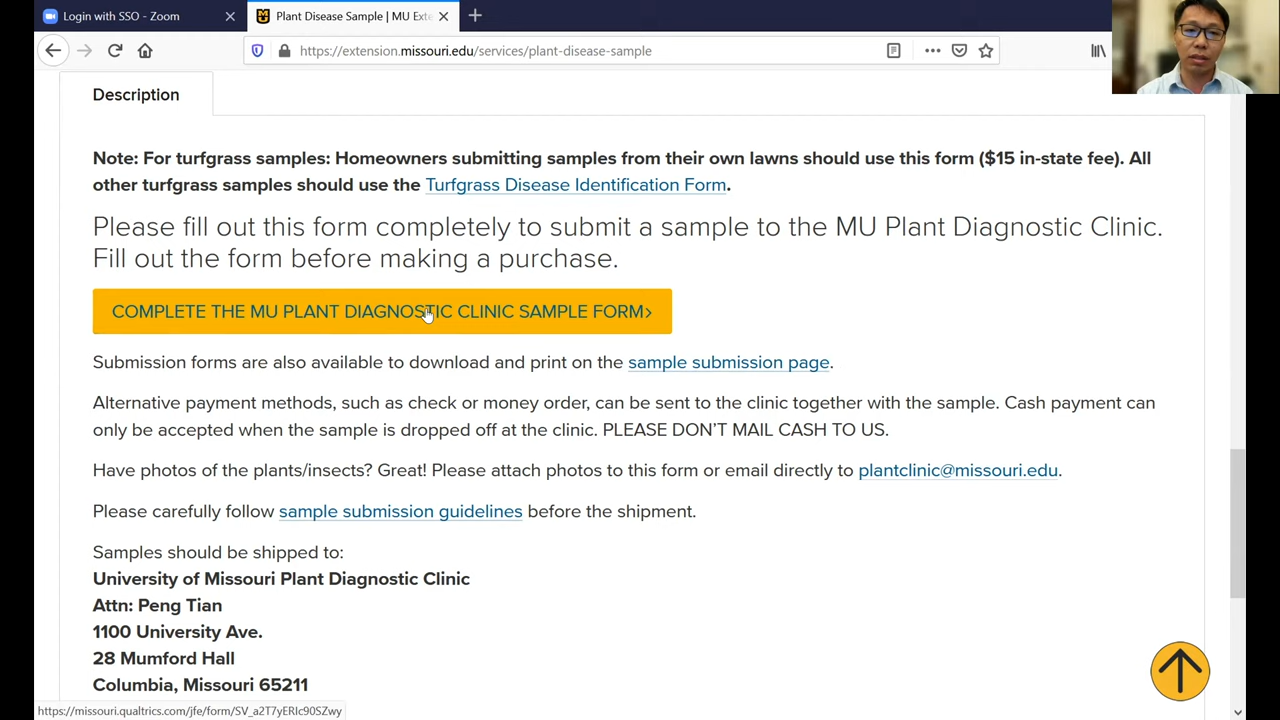 Login with SSO - Zoom
Plant Disease Sample | MU Exte
https://extension.missouri.edu/services/plant-disease-sample
Description
Note: For turfgrass samples: Homeowners submitting samples from their own lawns should use this form ($15 in-state fee). All
other turfgrass samples should use the Turfgrass Disease Identification Form.
Please fill out this form completely to submit a sample to the MU Plant Diagnostic Clinic.
Fill out the form before making a purchase.
COMPLETE THE MU PLANT DIAGNOSTIC CLINIC SAMPLE FORM>
Submission forms are also available to download and print on the sample submission page.
Alternative payment methods, such as check or money order, can be sent to the clinic together with the sample. Cash payment can
only be accepted when the sample is dropped off at the clinic. PLEASE DON'T MAIL CASH TO US.
Have photos of the plants/insects? Great! Please attach photos to this form or email directly to plantclinic@missouri.edu.
Please carefully follow sample submission guidelines before the shipment.
Samples should be shipped to:
University of Missouri Plant Diagnostic Clinic
Attn: Peng Tian
1100 University Ave.
28 Mumford Hall
Columbia, Missouri 65211
https://missouri.qualtrics.com/jfe/form/SV_a2T7yERIc90SZwy